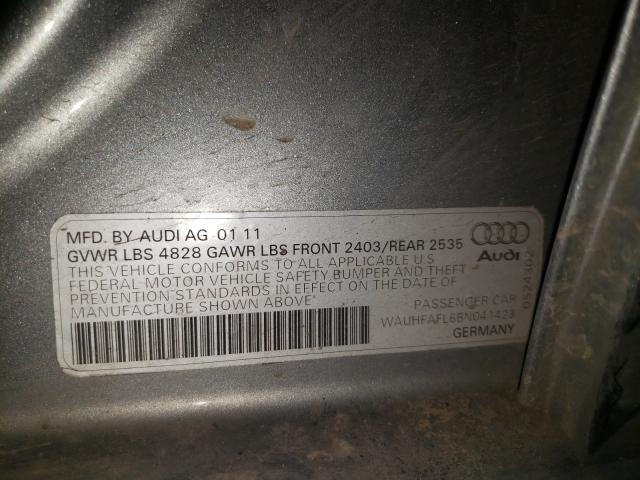 MFD. BY AUDI AG 01 11
GVWR LBS 4828 GAWR LBS FRONT 2403/REAR 2535
THIS VEHICLE CONFORMS TO ALL APPLICABLE U.S
FEDERAL MOTOR VEHICLE SAFETY BUMPER AND THEFT
PREVENTION STANDARDS IN EFFECT ON THE DATE OF
MANUFACTURE SHOWN ABOVE
Audi
PASSENGER CAR
WAUHFAFL6BN041423
GERMANY
0524302